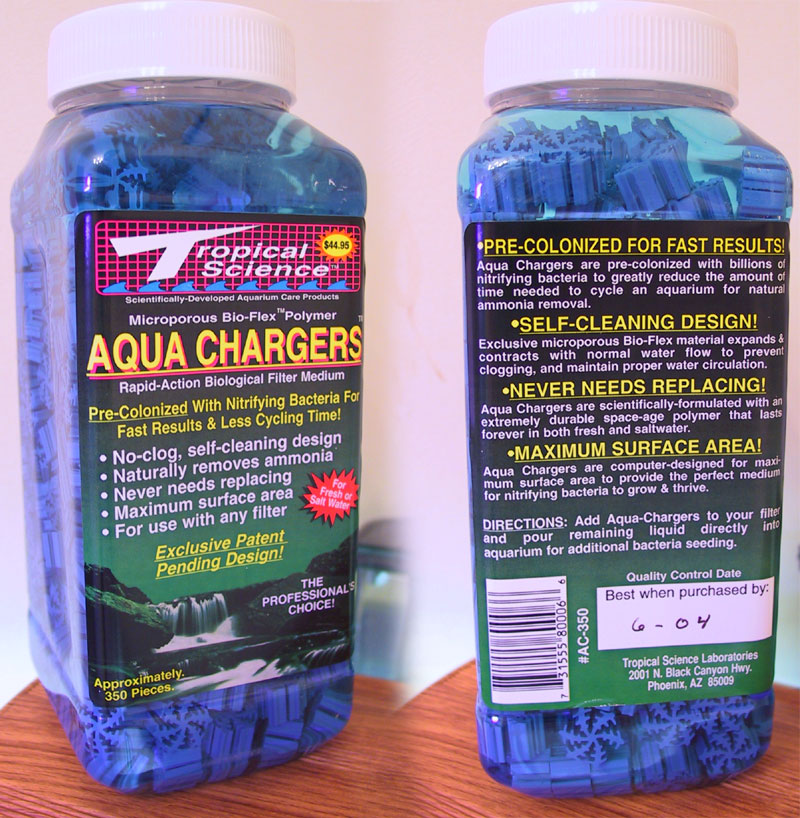 Tropical
Science™
$44.95
Scientifically-Developed Aquarium Care Products
Microporous Bio-Flex™ Polymer
AQUA CHARGERS™
Rapid-Action Biological Filter Medium
Pre-Colonized With Nitrifying Bacteria For
Fast Results & Less Cycling Time!
• No-clog, self-cleaning design
• Naturally removes ammonia
• Never needs replacing
• Maximum surface area
• For use with any filter
For
Fresh or
Salt Water
Exclusive Patent
Pending Design!
THE
PROFESSIONAL'S
CHOICE!
Approximately
350 Pieces.
•PRE-COLONIZED FOR FAST RESULTS!
Aqua Chargers are pre-colonized with billions of
nitrifying bacteria to greatly reduce the amount of
time needed to cycle an aquarium for natural
ammonia removal.
•SELF-CLEANING DESIGN!
Exclusive microporous Bio-Flex material expands &
contracts with normal water flow to prevent
clogging, and maintain proper water circulation.
•NEVER NEEDS REPLACING!
Aqua Chargers are scientifically-formulated with an
extremely durable space-age polymer that lasts
forever in both fresh and saltwater.
•MAXIMUM SURFACE AREA!
Aqua Chargers are computer-designed for maxi-
mum surface area to provide the perfect medium
for nitrifying bacteria to grow & thrive.
DIRECTIONS: Add Aqua-Chargers to your filter
and pour remaining liquid directly into
aquarium for additional bacteria seeding.
Quality Control Date
Best when purchased by:
6 - 04
7 31555 80006 6
#AC-350
Tropical Science Laboratories
2001 N. Black Canyon Hwy.
Phoenix, AZ 85009